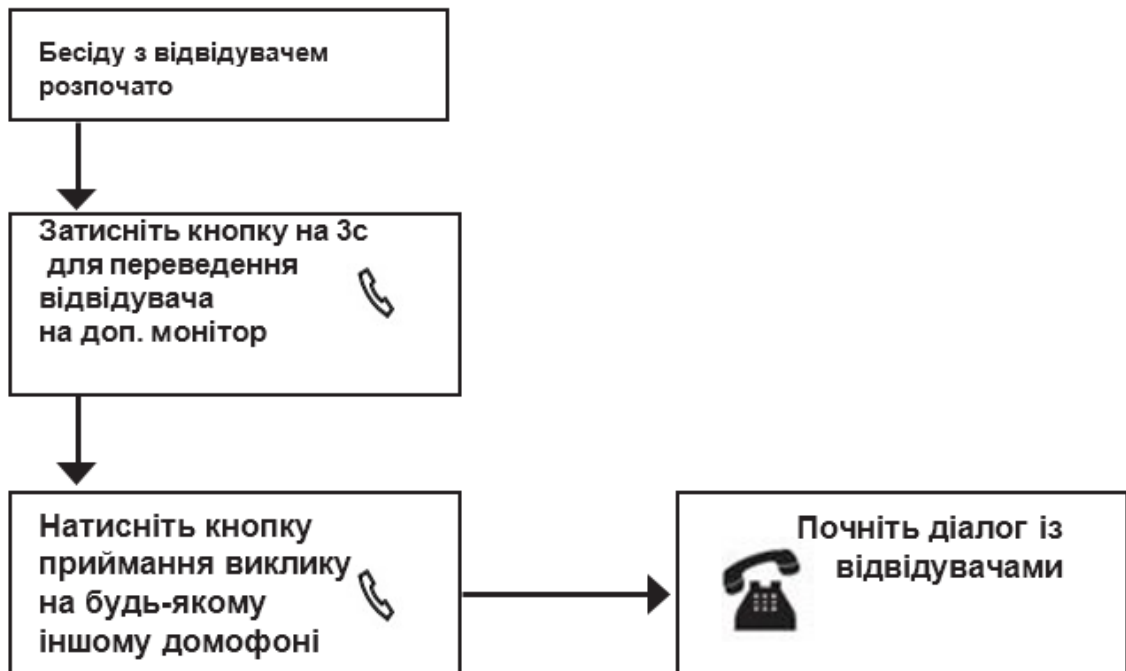 Бесіду з відвідувачем
розпочато
Затисніть кнопку на 3с
для переведення
відвідувача
на доп. монітор
Натисніть кнопку
приймання виклику
на будь-якому
іншому домофоні
Почніть діалог із
відвідувачами